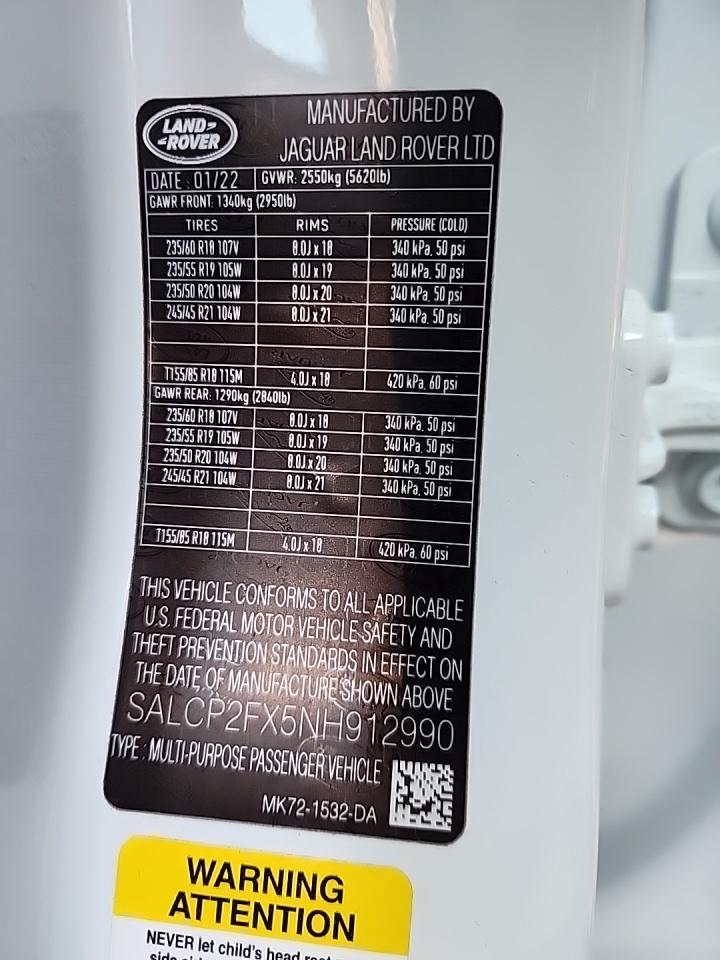 LAND-
-ROVER
MANUFACTURED BY
JAGUAR LAND ROVER LTD
DATE : 01/22 GVWR: 2550kg (5620lb)
GAWR FRONT: 1340kg (2950lb)
TIRES RIMS PRESSURE (COLD)
235/60 R18 107V 8.0J x 18 340 kPa, 50 psi
235/55 R19 105W 8.0J x 19 340 kPa, 50 psi
235/50 R20 104W 8.0J x 20 340 kPa, 50 psi
245/45 R21 104W 8.0J x 21 340 kPa, 50 psi
T155/85 R18 115M 4.0J x 18 420 kPa, 60 psi
GAWR REAR: 1290kg (2840lb)
235/60 R18 107V 8.0J x 18 340 kPa, 50 psi
235/55 R19 105W 8.0J x 19 340 kPa, 50 psi
235/50 R20 104W 8.0J x 20 340 kPa, 50 psi
245/45 R21 104W 8.0J x 21 340 kPa, 50 psi
T155/85 R18 115M 4.0J x 18 420 kPa, 60 psi
THIS VEHICLE CONFORMS TO ALL APPLICABLE
U.S. FEDERAL MOTOR VEHICLE SAFETY AND
THEFT PREVENTION STANDARDS IN EFFECT ON
THE DATE OF MANUFACTURE SHOWN ABOVE
SALCP2FX5NH912990
TYPE : MULTI-PURPOSE PASSENGER VEHICLE
MK72-1532-DA
WARNING
ATTENTION
NEVER let child's head rest